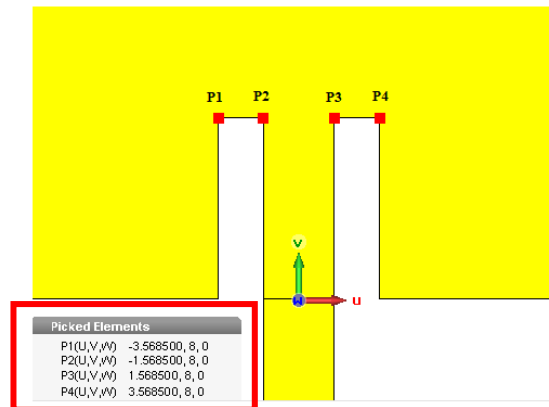 P1 P2 P3 P4
v
w u
Picked Elements
P1(U,V,W) -3.568500, 8, 0
P2(U,V,W) -1.568500, 8, 0
P3(U,V,W) 1.568500, 8, 0
P4(U,V,W) 3.568500, 8, 0